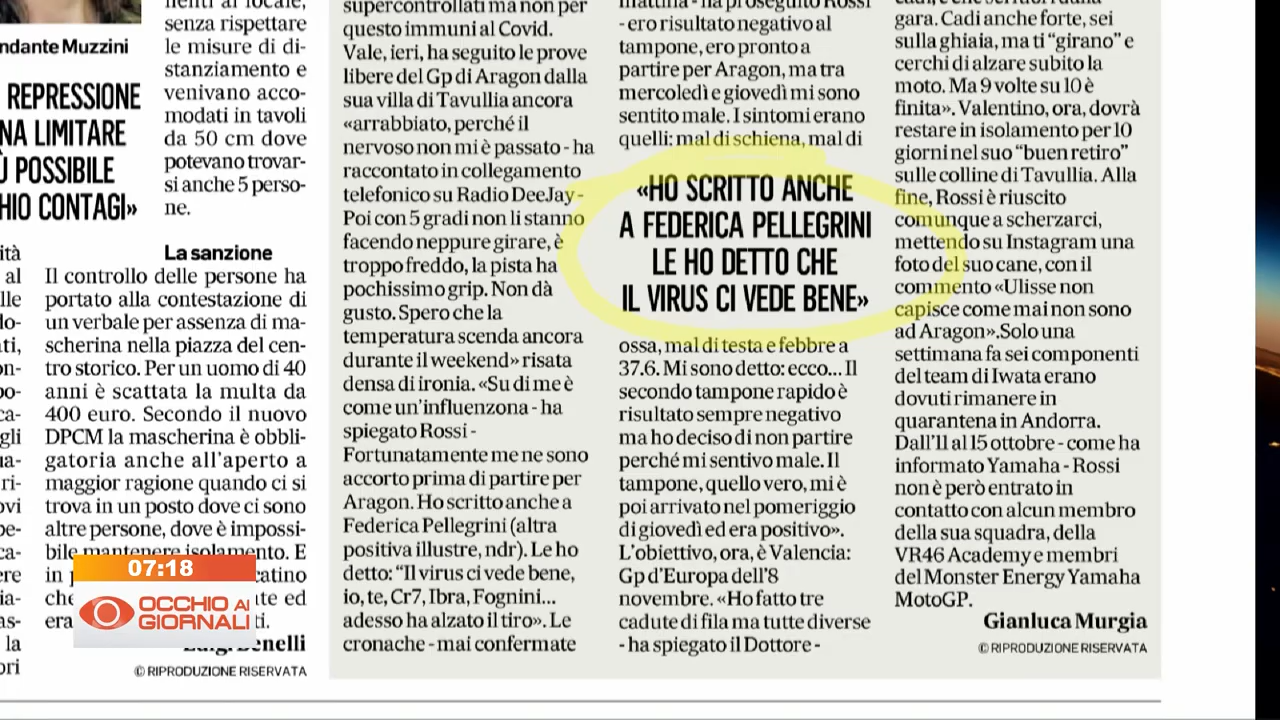 ndante Muzzini
REPRESSIONE
NA LIMITARE
Ù POSSIBILE
HIO CONTAGI»
senza rispettare
le misure di di-
stanziamento e
venivano acco-
modati in tavoli
da 50 cm dove
potevano trovar-
si anche 5 perso-
ne.
La sanzione
Il controllo delle persone ha
portato alla contestazione di
un verbale per assenza di ma-
scherina nella piazza del cen-
tro storico. Per un uomo di 40
anni è scattata la multa da
400 euro. Secondo il nuovo
DPCM la mascherina è obbli-
gatoria anche all'aperto a
maggior ragione quando ci si
trova in un posto dove ci sono
altre persone, dove è impossi-
bile mantenere isolamento. E
in
che
era
Luigi Benelli
© RIPRODUZIONE RISERVATA
07:18
OCCHIO AI
GIORNALI
supercontrollati ma non per
questo immuni al Covid.
Vale, ieri, ha seguito le prove
libere del Gp di Aragon dalla
sua villa di Tavullia ancora
«arrabbiato, perché il
nervoso non mi è passato - ha
raccontato in collegamento
telefonico su Radio DeeJay -
Poi con 5 gradi non li stanno
facendo neppure girare, è
troppo freddo, la pista ha
pochissimo grip. Non dà
gusto. Spero che la
temperatura scenda ancora
durante il weekend» risata
densa di ironia. «Su di me è
come un'influenzona - ha
spiegato Rossi -
Fortunatamente me ne sono
accorto prima di partire per
Aragon. Ho scritto anche a
Federica Pellegrini (altra
positiva illustre, ndr). Le ho
detto: “Il virus ci vede bene,
io, te, Cr7, Ibra, Fognini...
adesso ha alzato il tiro». Le
cronache - mai confermate
mattina - ha proseguito Rossi
- ero risultato negativo al
tampone, ero pronto a
partire per Aragon, ma tra
mercoledì e giovedì mi sono
sentito male. I sintomi erano
quelli: mal di schiena, mal di
«HO SCRITTO ANCHE
A FEDERICA PELLEGRINI
LE HO DETTO CHE
IL VIRUS CI VEDE BENE»
ossa, mal di testa e febbre a
37.6. Mi sono detto: ecco... Il
secondo tampone rapido è
risultato sempre negativo
ma ho deciso di non partire
perché mi sentivo male. Il
tampone, quello vero, mi è
poi arrivato nel pomeriggio
di giovedì ed era positivo».
L'obiettivo, ora, è Valencia:
Gp d'Europa dell'8
novembre. «Ho fatto tre
cadute di fila ma tutte diverse
- ha spiegato il Dottore -
gara. Cadi anche forte, sei
sulla ghiaia, ma ti “girano” e
cerchi di alzare subito la
moto. Ma 9 volte su 10 è
finita». Valentino, ora, dovrà
restare in isolamento per 10
giorni nel suo “buen retiro”
sulle colline di Tavullia. Alla
fine, Rossi è riuscito
comunque a scherzarci,
mettendo su Instagram una
foto del suo cane, con il
commento «Ulisse non
capisce come mai non sono
ad Aragon».Solo una
settimana fa sei componenti
del team di Iwata erano
dovuti rimanere in
quarantena in Andorra.
Dall'11 al 15 ottobre - come ha
informato Yamaha - Rossi
non è però entrato in
contatto con alcun membro
della sua squadra, della
VR46 Academy e membri
del Monster Energy Yamaha
MotoGP.
Gianluca Murgia
© RIPRODUZIONE RISERVATA